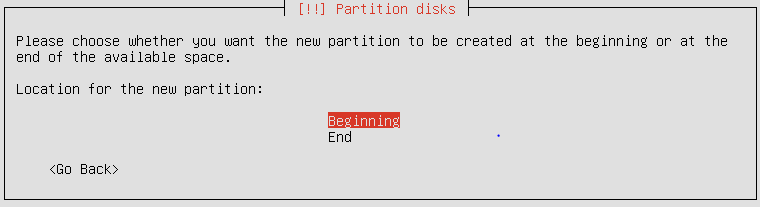 [!!] Partition disks
Please choose whether you want the new partition to be created at the beginning or at the
end of the available space.
Location for the new partition:
Beginning
End
<Go Back>